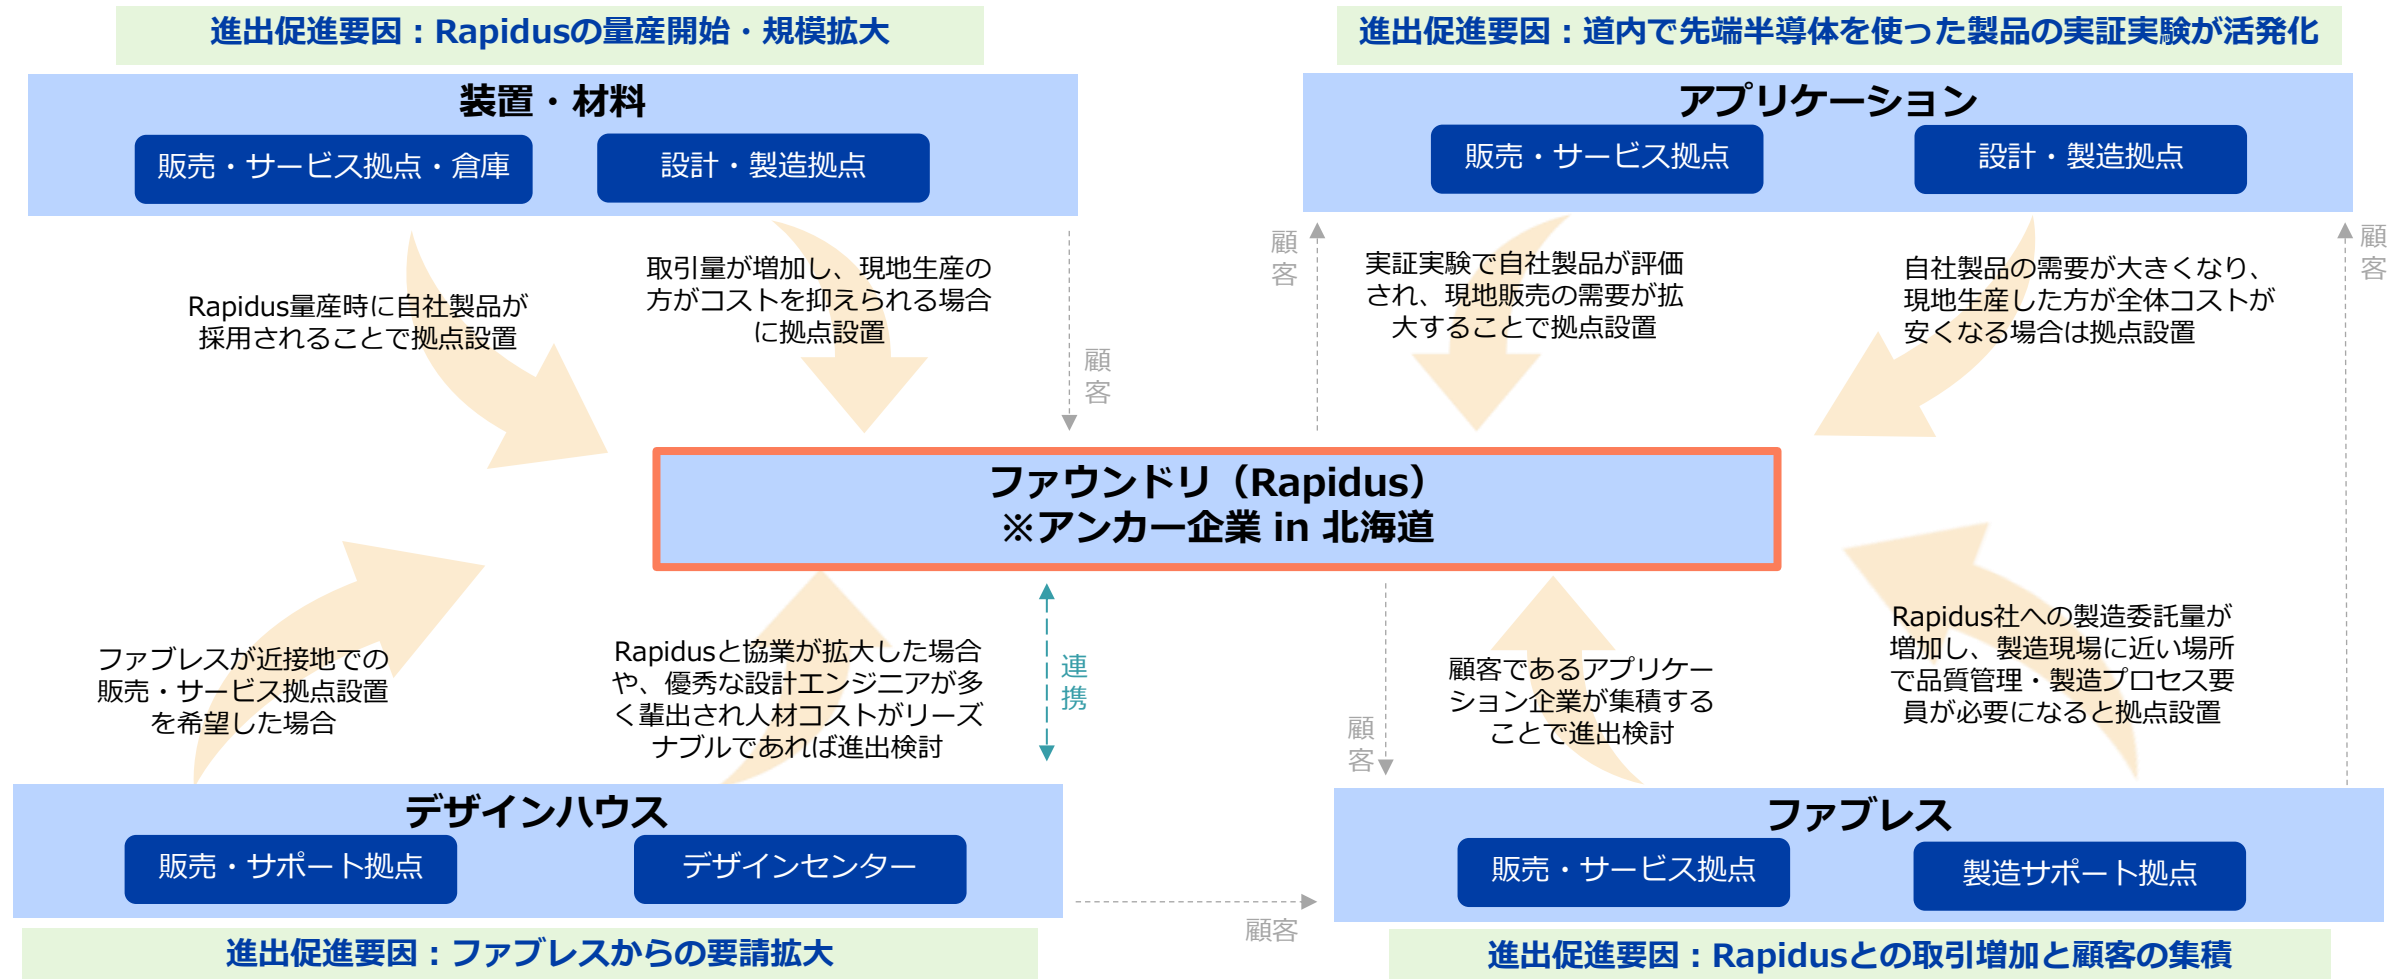 進出促進要因：Rapidusの量産開始・規模拡大
装置・材料
販売・サービス拠点・倉庫
設計・製造拠点
Rapidus量産時に自社製品が
採用されることで拠点設置
取引量が増加し、現地生産の
方がコストを抑えられる場合
に拠点設置
顧客
進出促進要因：道内で先端半導体を使った製品の実証実験が活発化
アプリケーション
販売・サービス拠点
設計・製造拠点
顧客
実証実験で自社製品が評価
され、現地販売の需要が拡
大することで拠点設置
自社製品の需要が大きくなり、
現地生産した方が全体コストが
安くなる場合は拠点設置
顧客
ファウンドリ（Rapidus）
※アンカー企業 in 北海道
ファブレスが近接地での
販売・サービス拠点設置
を希望した場合
Rapidusと協業が拡大した場合
や、優秀な設計エンジニアが多
く輩出され人材コストがリーズ
ナブルであれば進出検討
連携
デザインハウス
販売・サポート拠点
デザインセンター
進出促進要因：ファブレスからの要請拡大
顧客
顧客
顧客であるアプリケー
ション企業が集積する
ことで進出検討
Rapidus社への製造委託量が
増加し、製造現場に近い場所
で品質管理・製造プロセス要
員が必要になると拠点設置
ファブレス
販売・サービス拠点
製造サポート拠点
進出促進要因：Rapidusとの取引増加と顧客の集積